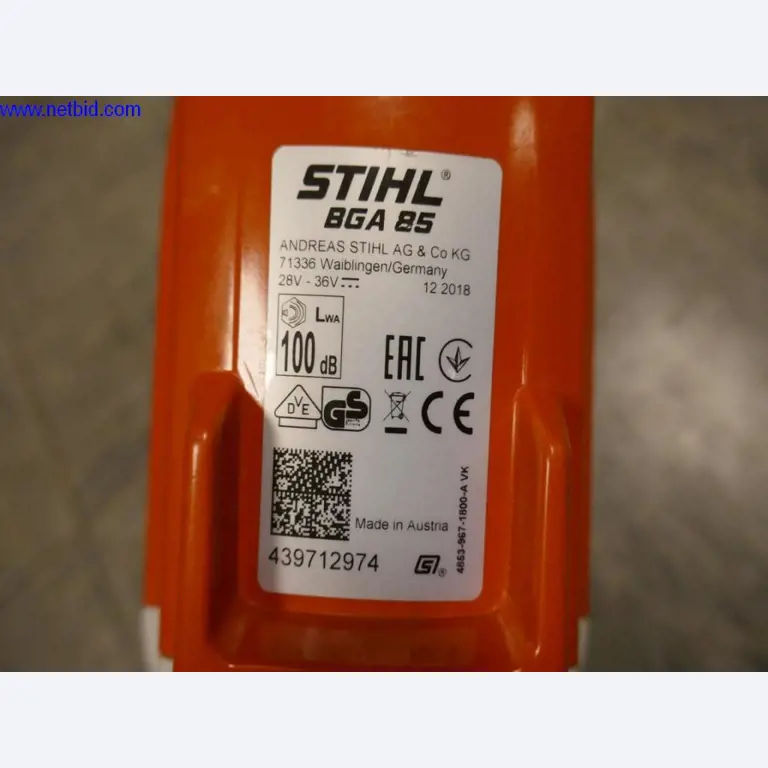 www.netbid.com
STIHL®
BGA 85
ANDREAS STIHL AG & Co KG
71336 Waiblingen/Germany
28V - 36V
12 2018
LWA
100 dB
EAC
DVE
GS
CE
Made in Austria
439712974
®
4853-967-1800-A VK